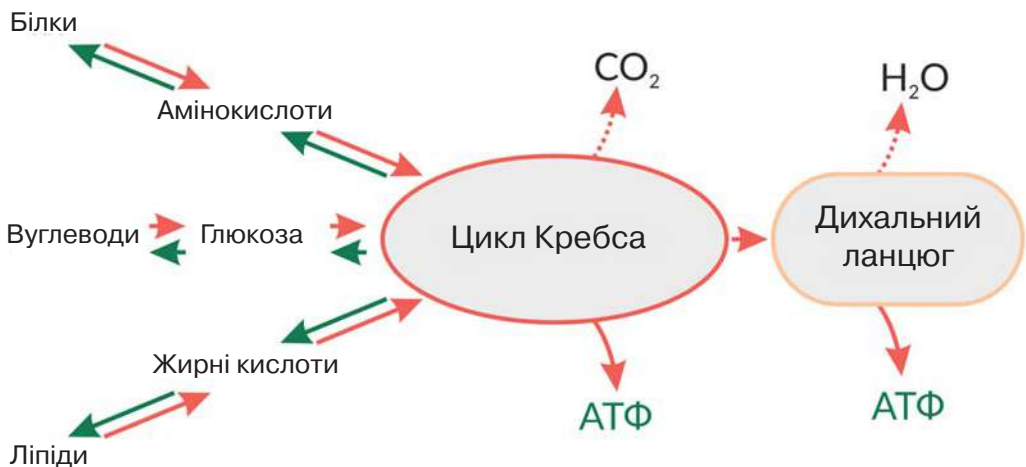 Білки
CO₂
H₂O
Амінокислоти
Вуглеводи
Глюкоза
Цикл Кребса
Дихальний
ланцюг
Жирні кислоти
АТФ
АТФ
Ліпіди